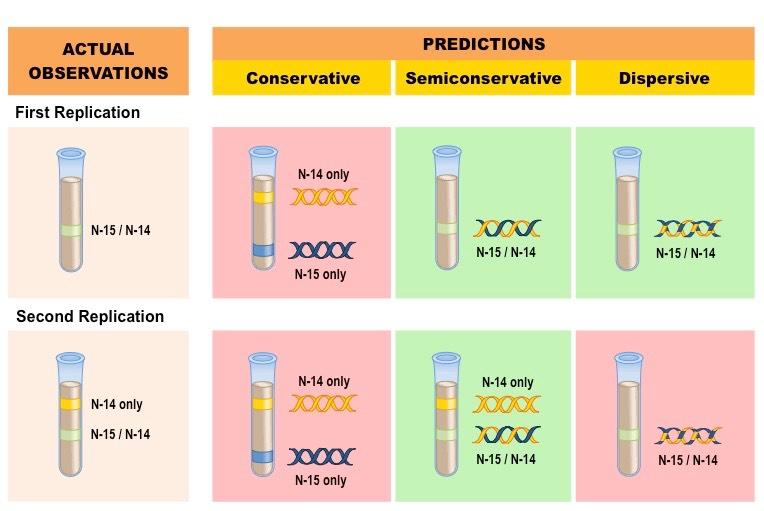 ACTUAL
OBSERVATIONS
PREDICTIONS
Conservative
Semiconservative
Dispersive
First Replication
N-15 / N-14
N-14 only
N-15 only
N-15 / N-14
N-15 / N-14
Second Replication
N-14 only
N-15 / N-14
N-14 only
N-15 only
N-14 only
N-15 / N-14
N-15 / N-14